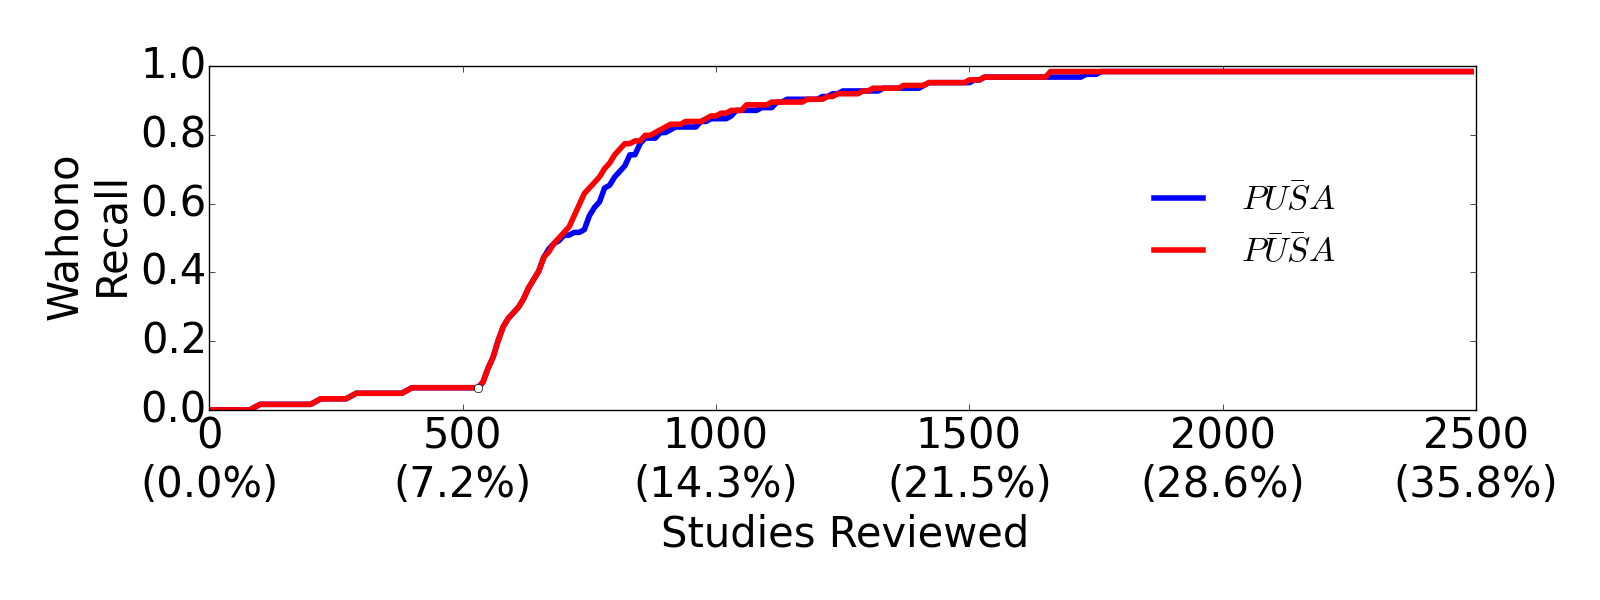 1.0
0.8
0.6
0.4
0.2
0.0
Wahono
Recall
PUS̄A
PŪS̄A
0 500 1000 1500 2000 2500
(0.0%) (7.2%) (14.3%) (21.5%) (28.6%) (35.8%)
Studies Reviewed